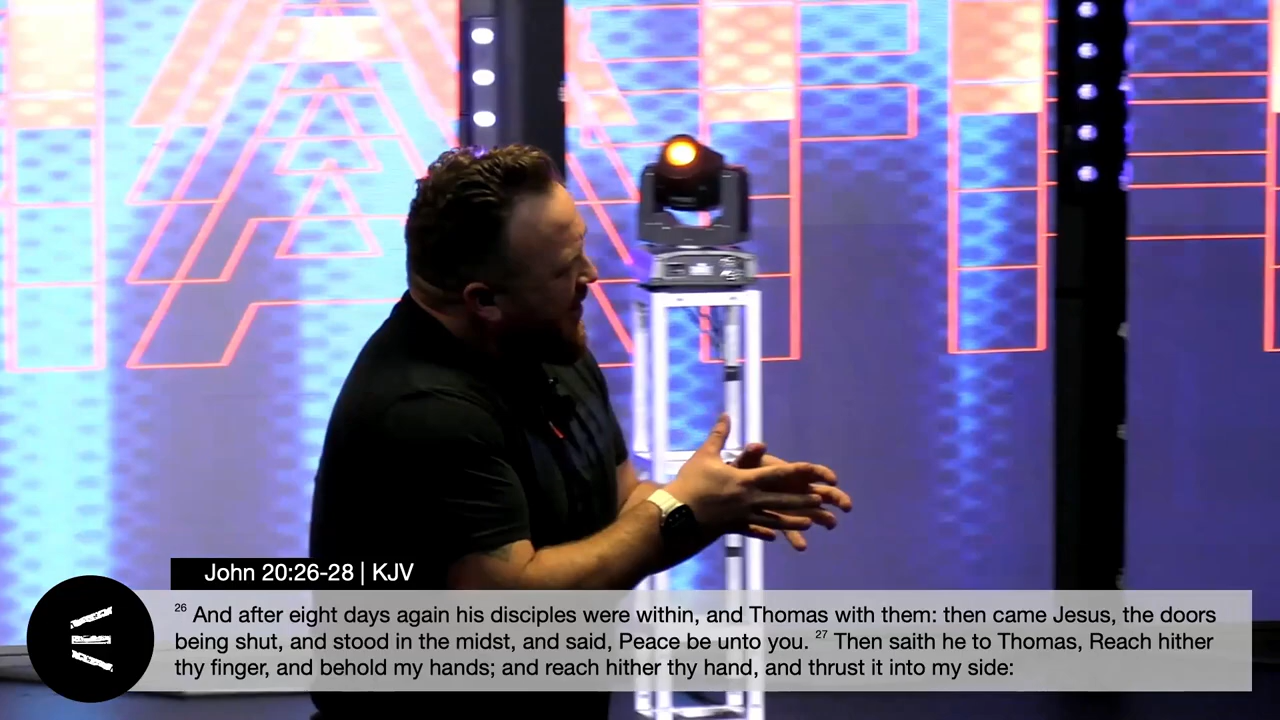 John 20:26-28 | KJV
26 And after eight days again his disciples were within, and Thomas with them: then came Jesus, the doors
being shut, and stood in the midst, and said, Peace be unto you. 27 Then saith he to Thomas, Reach hither
thy finger, and behold my hands; and reach hither thy hand, and thrust it into my side: